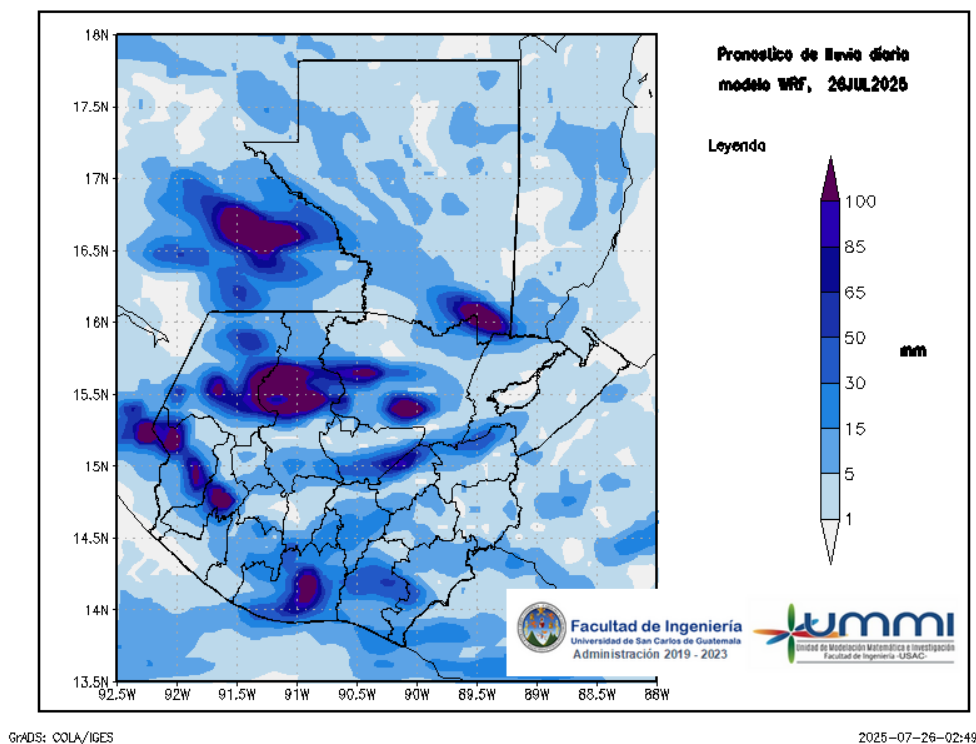 Pronostico de lluvia diaria
modelo WRF, 26JUL2025
Leyenda
100
85
65
50
30
15
5
1
mm
18N
17.5N
17N
16.5N
16N
15.5N
15N
14.5N
14N
13.5N
92.5W
92W
91.5W
91W
90.5W
90W
89.5W
89W
88.5W
88W
Facultad de Ingeniería
Universidad de San Carlos de Guatemala
Administración 2019 - 2023
UMMI
Unidad de Modelación Matemática e Investigación
Facultad de Ingeniería -USAC-
GrADS: COLA/IGES
2025-07-26-02:49